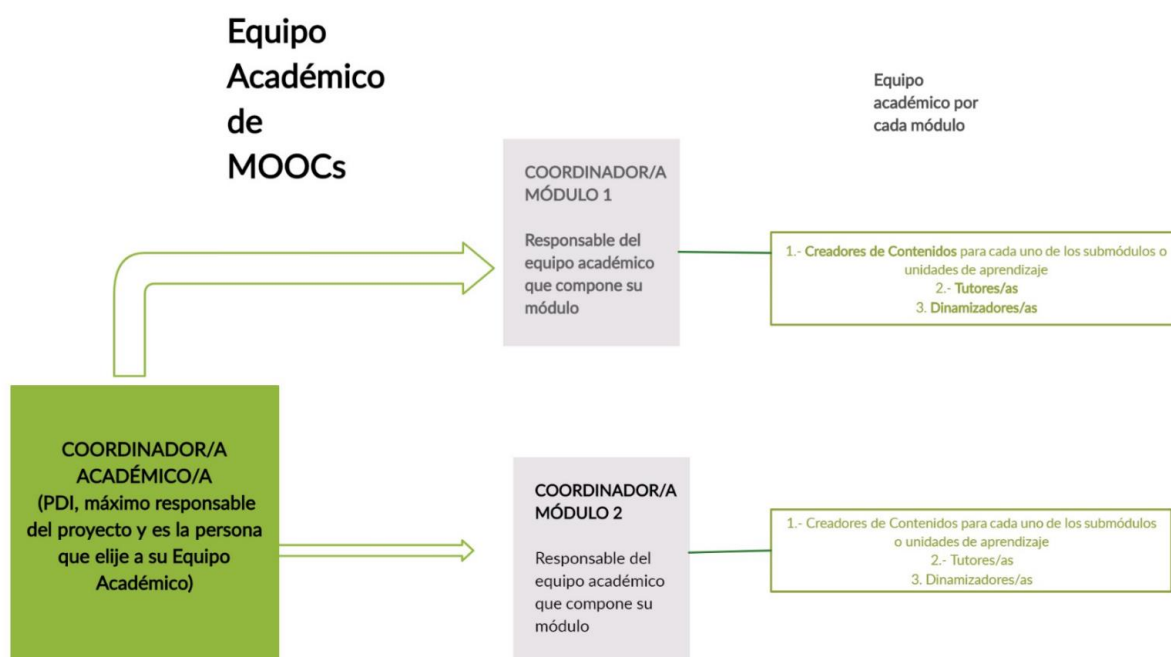 Equipo
Académico
de
MOOCs
Equipo
académico por
cada módulo
COORDINADOR/A
MÓDULO 1
Responsable del
equipo académico
que compone su
módulo
1.- Creadores de Contenidos para cada uno de los submódulos o
unidades de aprendizaje
2.- Tutores/as
3. Dinamizadores/as
COORDINADOR/A
ACADÉMICO/A
(PDI, máximo responsable
del proyecto y es la persona
que elije a su Equipo
Académico)
COORDINADOR/A
MÓDULO 2
Responsable del
equipo académico
que compone su
módulo
1.- Creadores de Contenidos para cada uno de los submódulos
o unidades de aprendizaje
2.- Tutores/as
3. Dinamizadores/as